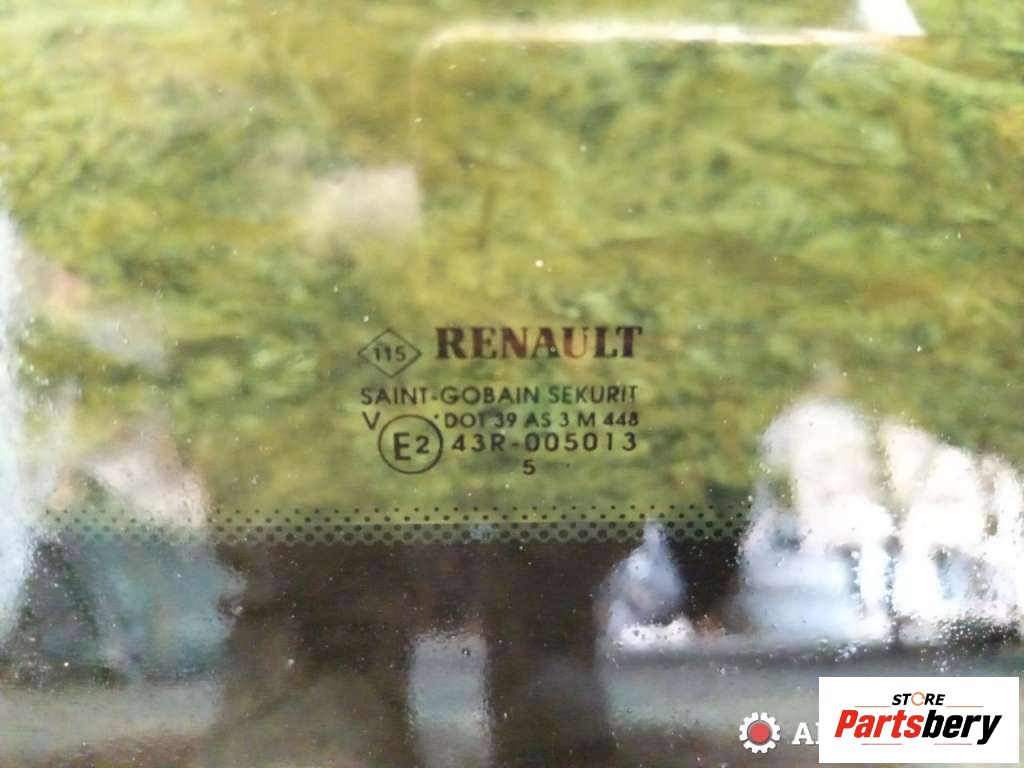 115 RENAULT
SAINT-GOBAIN SEKURIT
V DOT 39 AS 3 M 448
E2 43R-005013
5
STORE
Partsbery